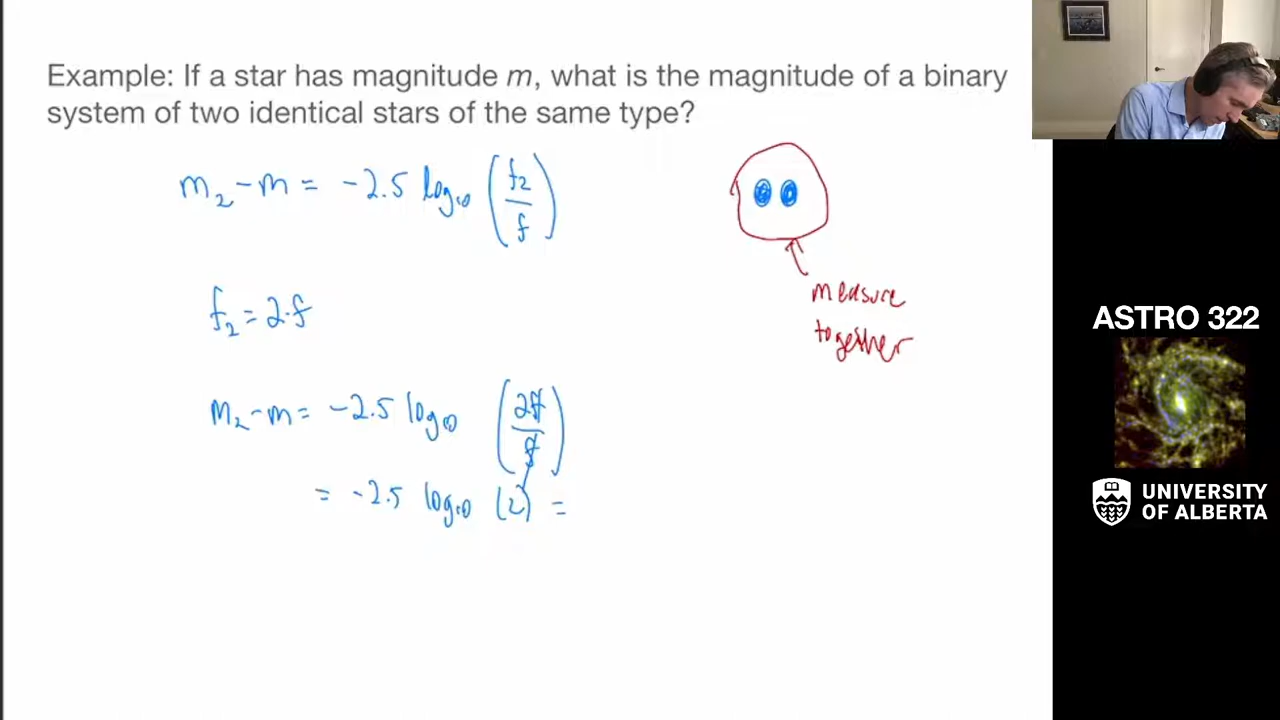 Example: If a star has magnitude m, what is the magnitude of a binary
system of two identical stars of the same type?
m₂ - m = -2.5 log₁₀ (f₂/f)
f₂ = 2·f
m₂ - m = -2.5 log₁₀ (2f/f)
= -2.5 log₁₀ (2) =
measure
together
ASTRO 322
UNIVERSITY
OF ALBERTA